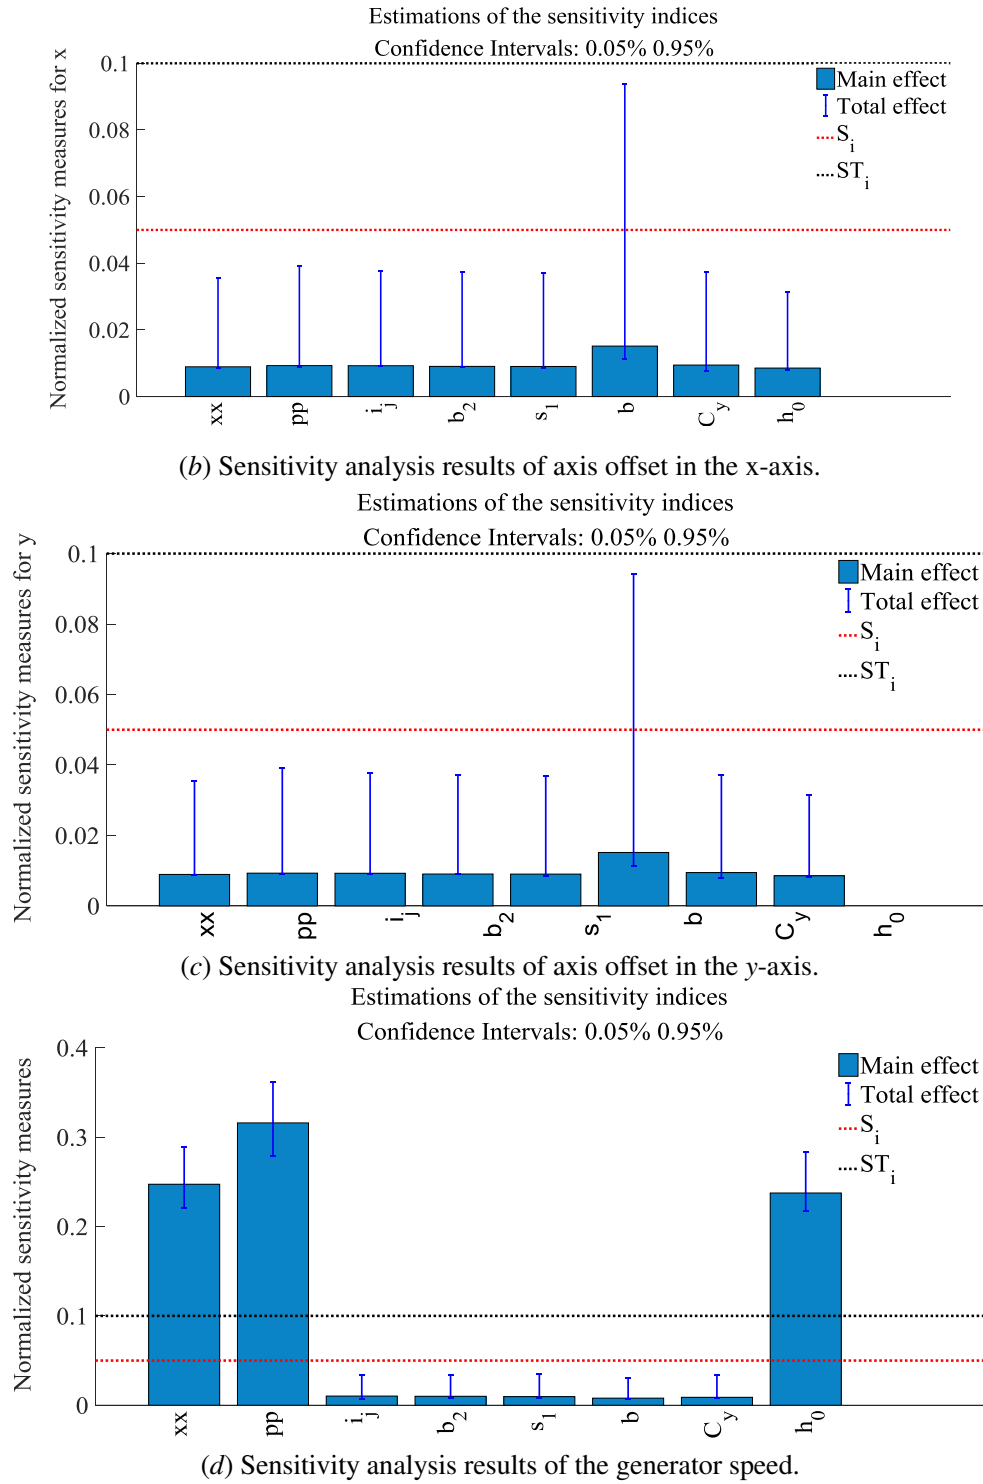 Estimations of the sensitivity indices
Confidence Intervals: 0.05% 0.95%
Normalized sensitivity measures for x
0.1
0.08
0.06
0.04
0.02
0
Main effect
Total effect
S_i
ST_i
xx pp i_j b_2 s_1 b C_y h_0
(b) Sensitivity analysis results of axis offset in the x-axis.
Estimations of the sensitivity indices
Confidence Intervals: 0.05% 0.95%
Normalized sensitivity measures for y
0.1
0.08
0.06
0.04
0.02
0
Main effect
Total effect
S_i
ST_i
xx pp i_j b_2 s_1 b C_y h_0
(c) Sensitivity analysis results of axis offset in the y-axis.
Estimations of the sensitivity indices
Confidence Intervals: 0.05% 0.95%
Normalized sensitivity measures
0.4
0.3
0.2
0.1
0
Main effect
Total effect
S_i
ST_i
xx pp i_j b_2 s_1 b C_y h_0
(d) Sensitivity analysis results of the generator speed.